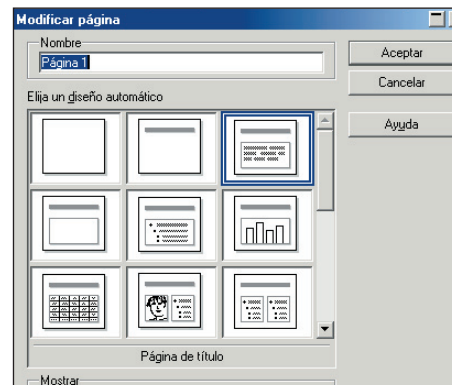 Modificar página
Nombre
Página 1
Aceptar
Cancelar
Ayuda
Elija un diseño automático
Página de título
Mostrar